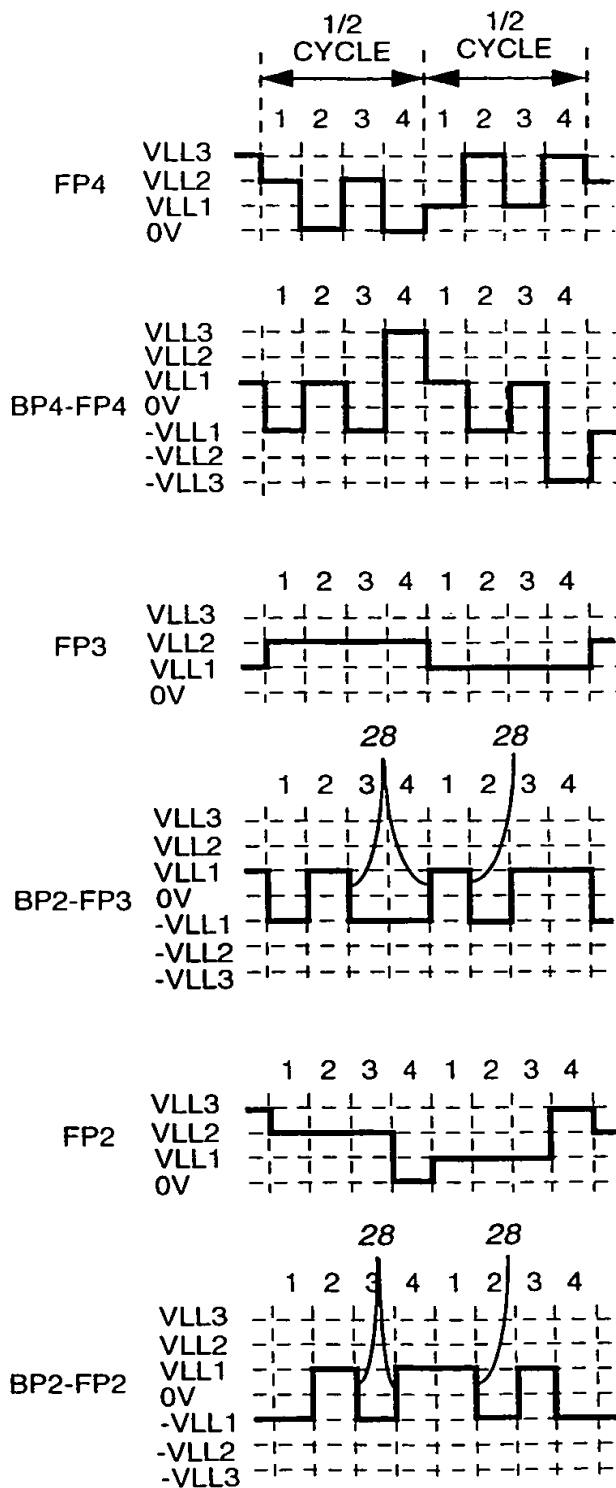 1/2 1/2
CYCLE CYCLE
1 2 3 4 1 2 3 4
VLL3
FP4 VLL2
VLL1
0V
1 2 3 4 1 2 3 4
VLL3
VLL2
VLL1
BP4-FP4 0V
-VLL1
-VLL2
-VLL3
1 2 3 4 1 2 3 4
VLL3
FP3 VLL2
VLL1
0V
28 28
1 2 3 4 1 2 3 4
VLL3
VLL2
VLL1
BP2-FP3 0V
-VLL1
-VLL2
-VLL3
1 2 3 4 1 2 3 4
VLL3
FP2 VLL2
VLL1
0V
28 28
1 2 3 4 1 2 3 4
VLL3
VLL2
VLL1
BP2-FP2 0V
-VLL1
-VLL2
-VLL3